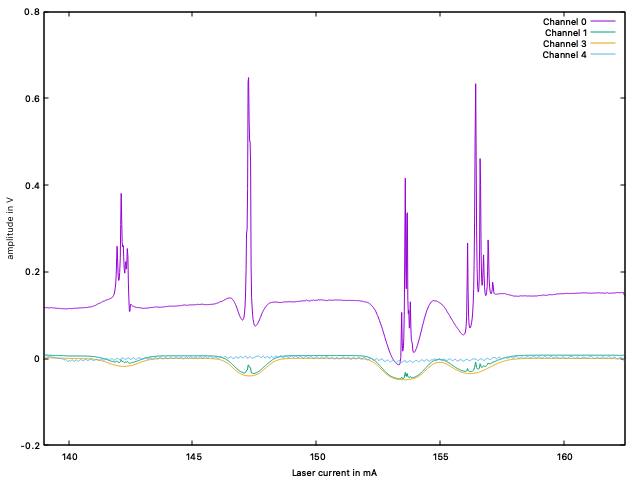 0.8
Channel 0
Channel 1
Channel 3
Channel 4
0.6
0.4
0.2
0
-0.2
amplitude in V
140 145 150 155 160
Laser current in mA